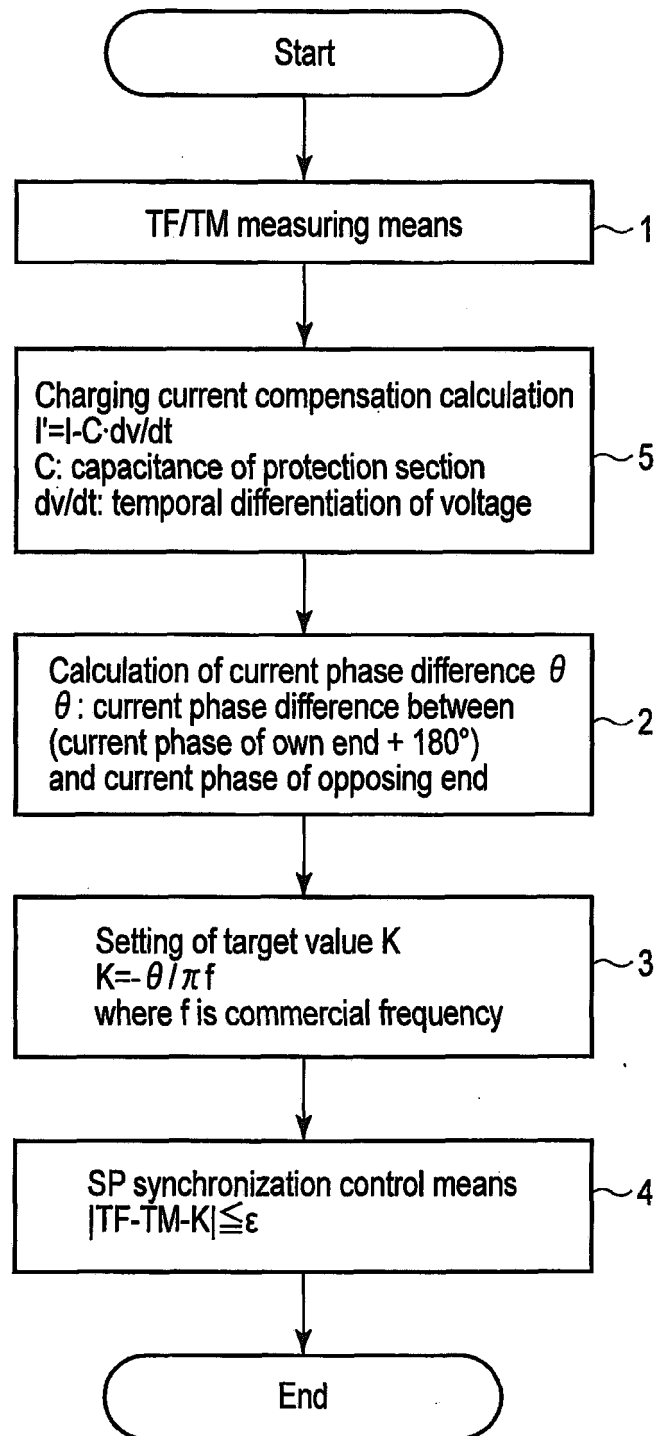 Start
TF/TM measuring means
1
Charging current compensation calculation
I'=I-C·dv/dt
C: capacitance of protection section
dv/dt: temporal differentiation of voltage
5
Calculation of current phase difference θ
θ : current phase difference between
(current phase of own end + 180°)
and current phase of opposing end
2
Setting of target value K
K=-θ/πf
where f is commercial frequency
3
SP synchronization control means
|TF-TM-K|≦ε
4
End